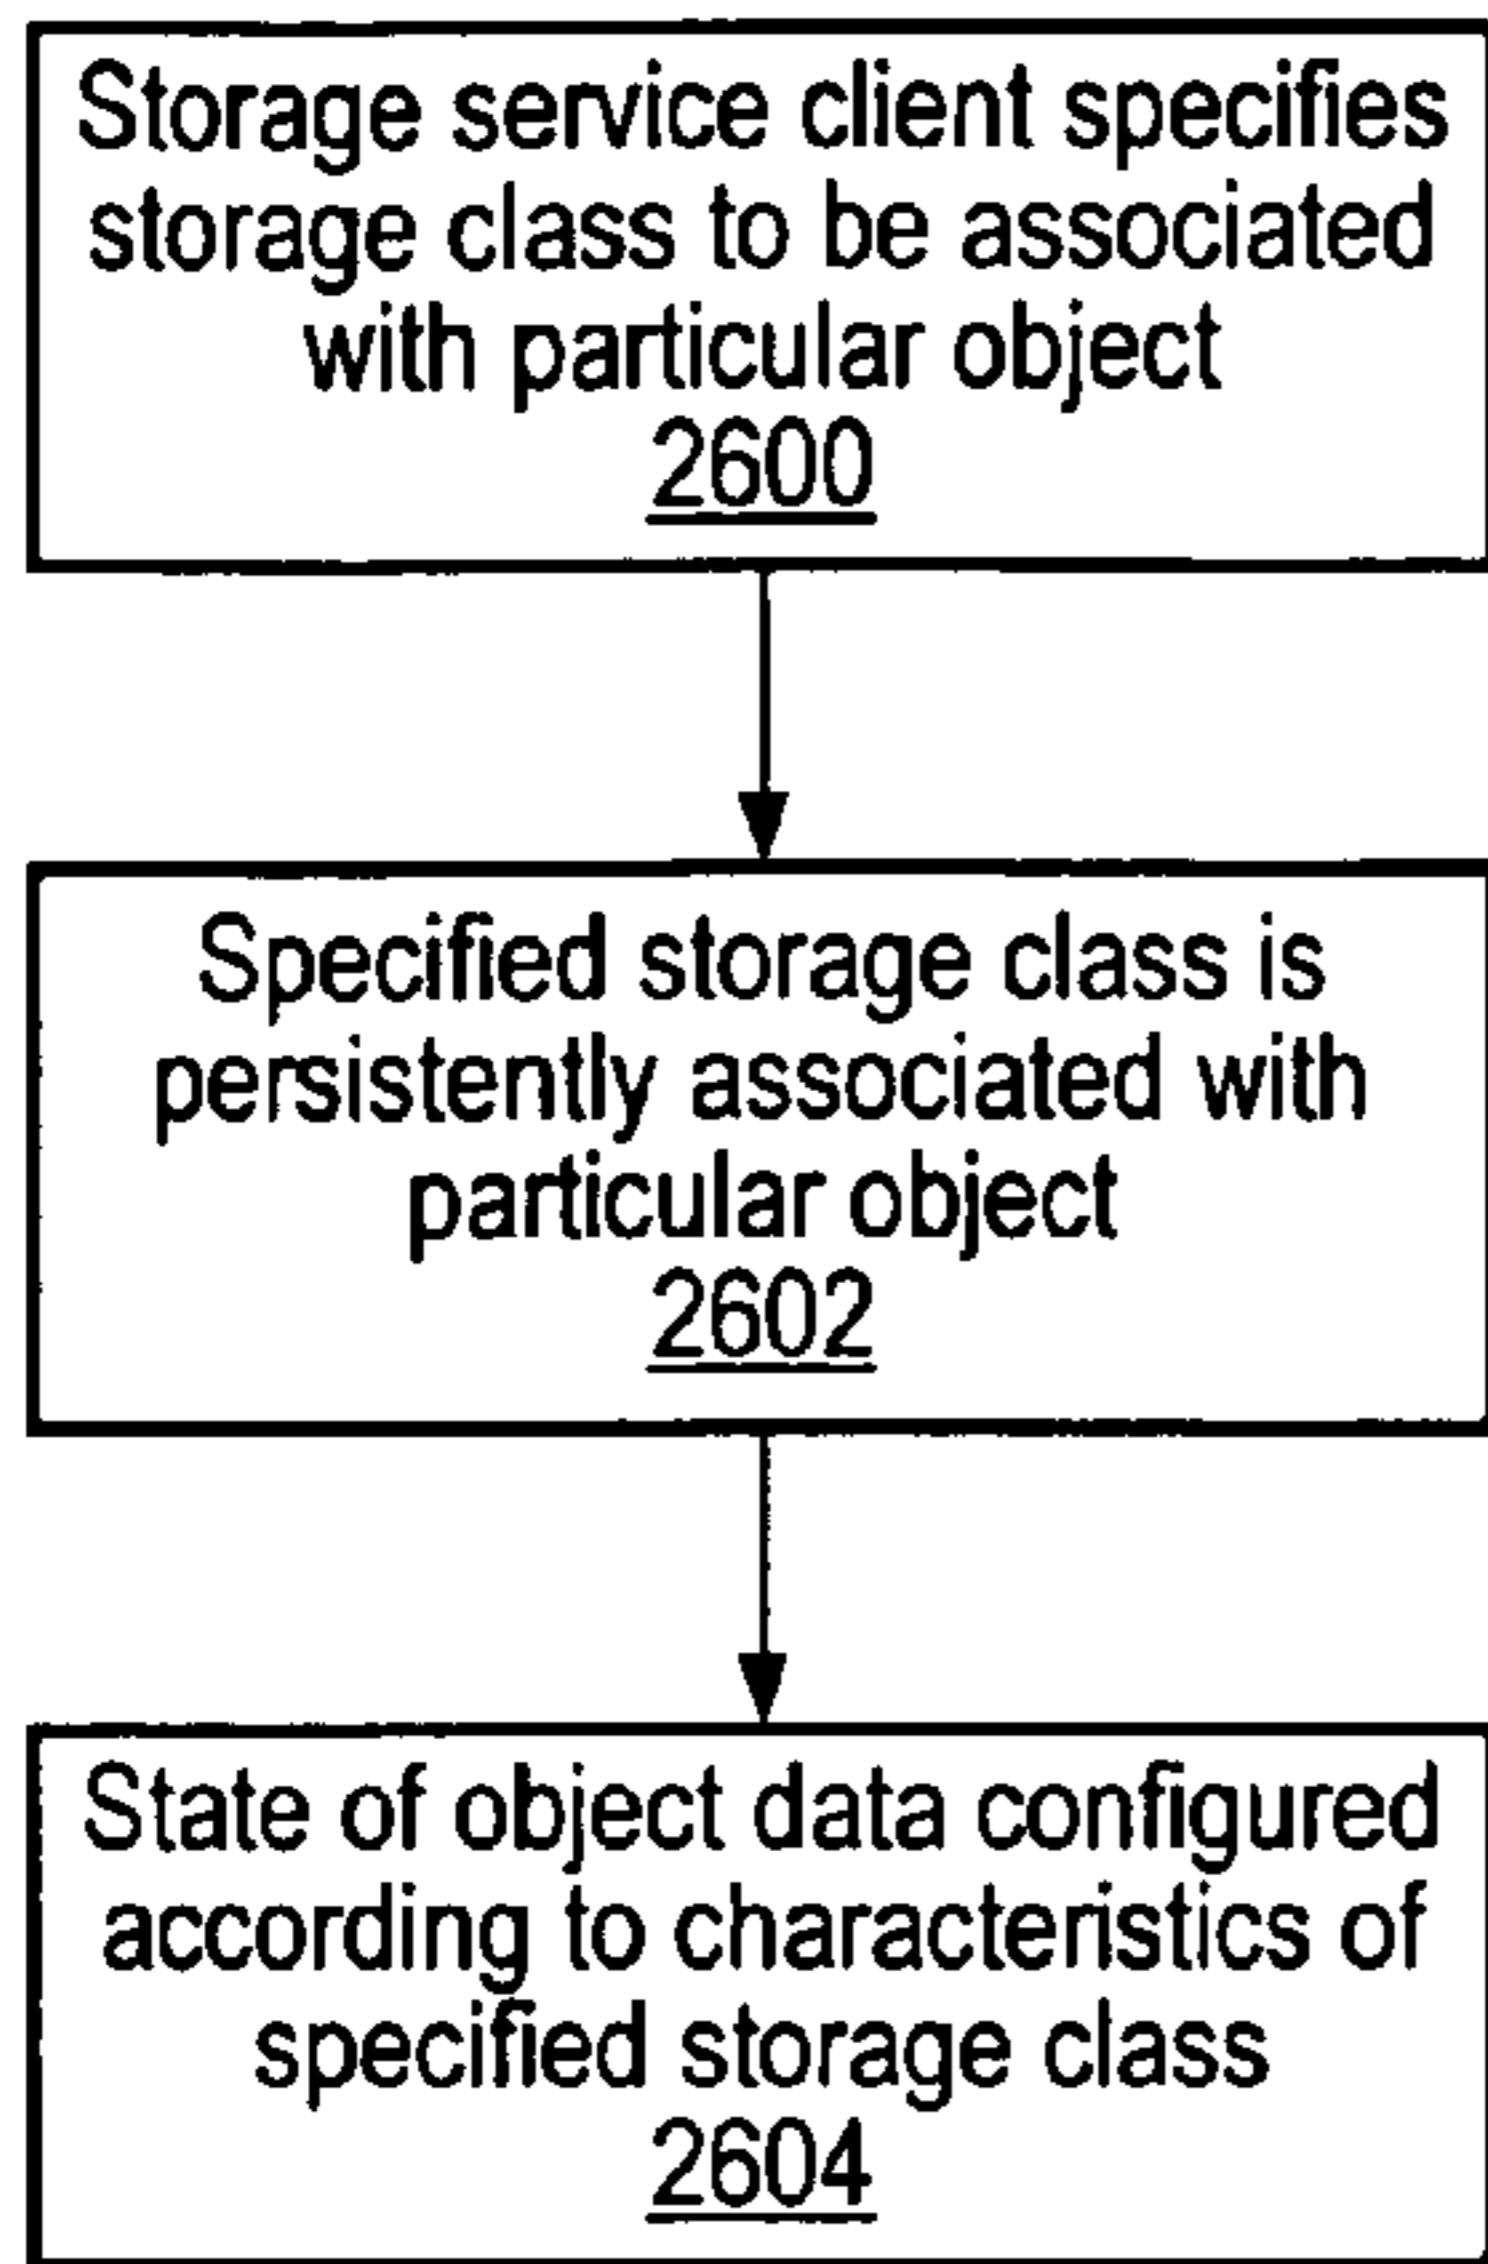 Storage service client specifies
storage class to be associated
with particular object
2600
Specified storage class is
persistently associated with
particular object
2602
State of object data configured
according to characteristics of
specified storage class
2604